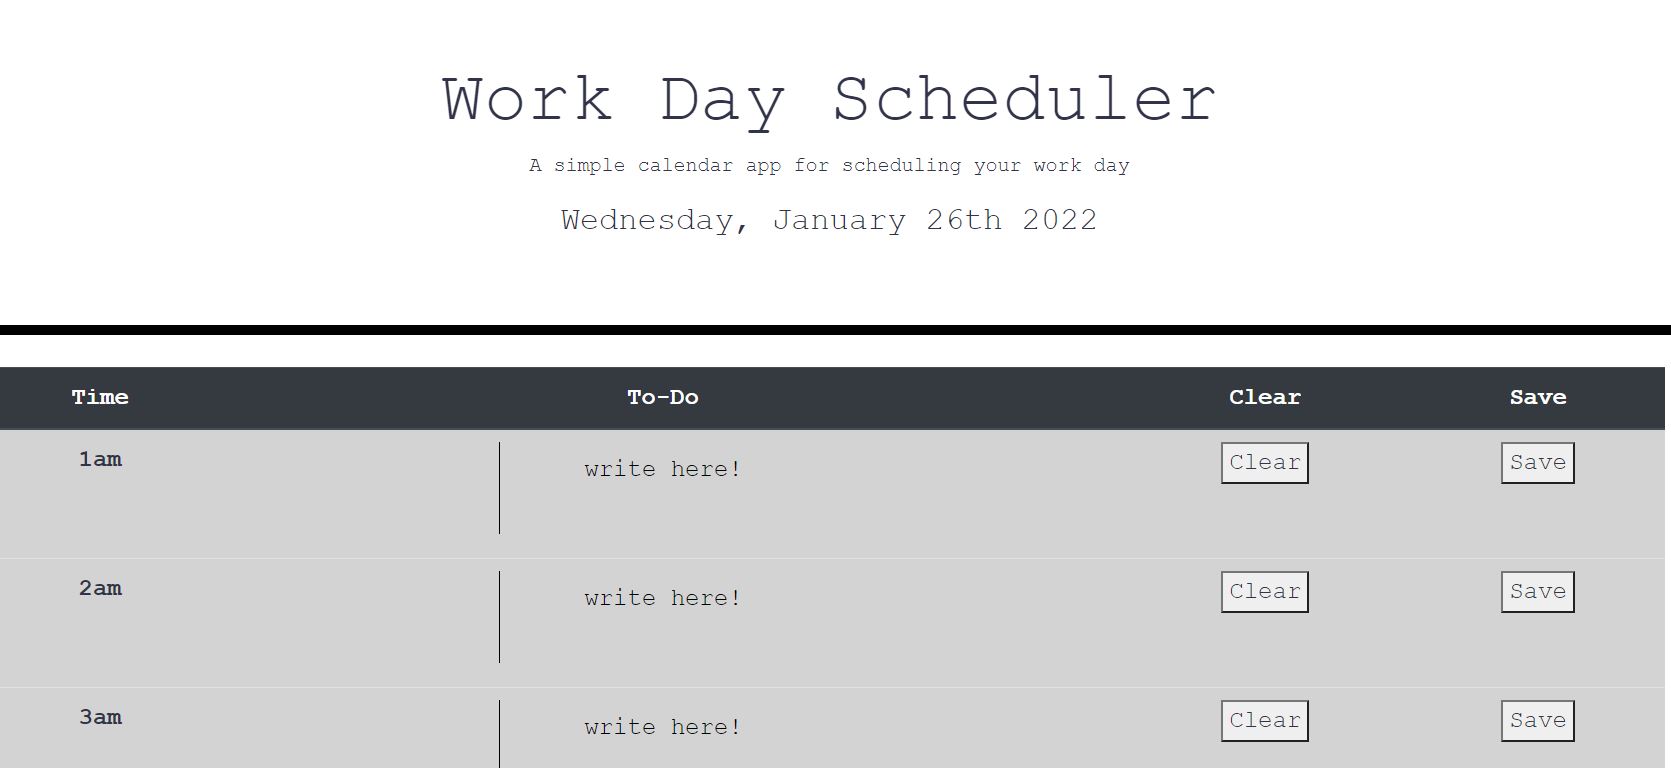 Work Day Scheduler
A simple calendar app for scheduling your work day
Wednesday, January 26th 2022
Time To-Do Clear Save
1am write here! Clear Save
2am write here! Clear Save
3am write here! Clear Save